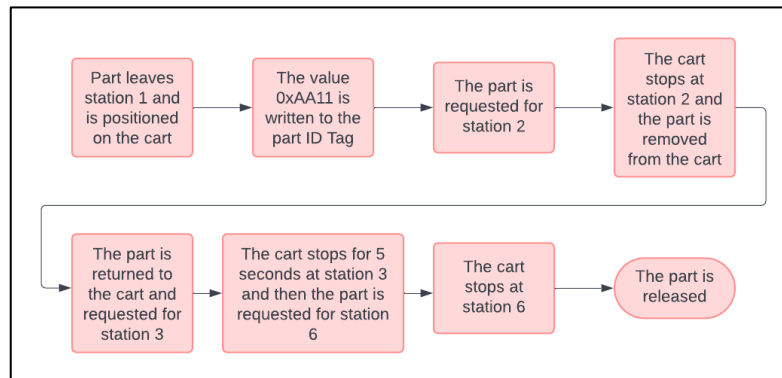 Part leaves
station 1 and
is positioned
on the cart
The value
0xAA11 is
written to the
part ID Tag
The part is
requested for
station 2
The cart
stops at
station 2 and
the part is
removed
from the cart
The part is
returned to
the cart and
requested for
station 3
The cart stops for 5
seconds at station 3
and then the part is
requested for station
6
The cart
stops at
station 6
The part is
released